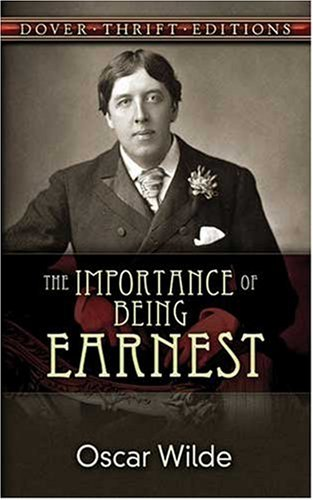 DOVER · THRIFT · EDITIONS
THE IMPORTANCE OF
BEING
EARNEST
Oscar Wilde